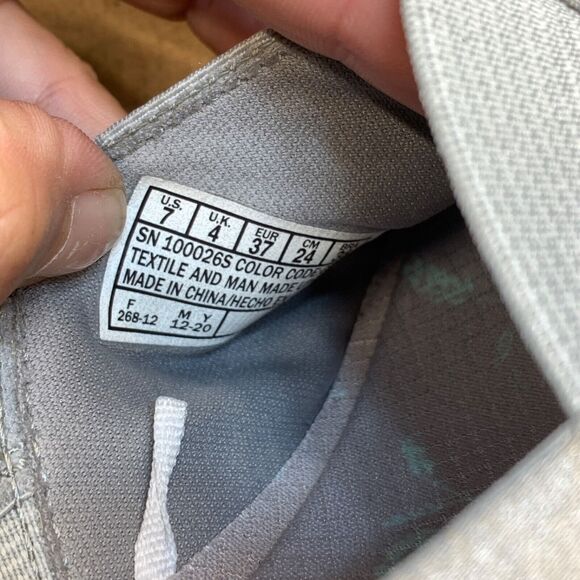 U.S. U.K. EUR CM
7 4 37 24
SN 100026S COLOR CODE
TEXTILE AND MAN MADE
MADE IN CHINA/HECHO
F M Y
268-12 12-20